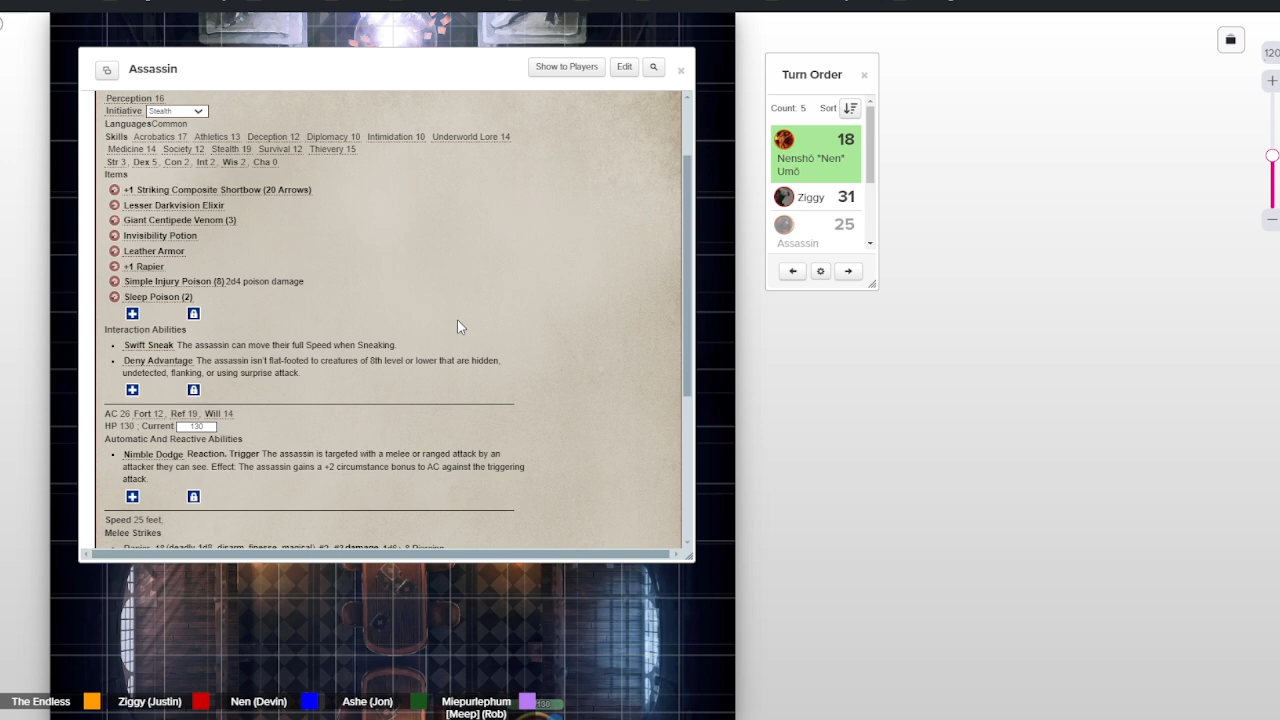 Assassin
Show to Players
Edit
Perception 16
Initiative Stealth
LanguagesCommon
Skills Acrobatics 17 Athletics 13 Deception 12 Diplomacy 10 Intimidation 10 Underworld Lore 14
Medicine 14 Society 12 Stealth 19 Survival 12 Thievery 15
Str 3, Dex 5, Con 2, Int 2, Wis 2, Cha 0
Items
+1 Striking Composite Shortbow (20 Arrows)
Lesser Darkvision Elixir
Giant Centipede Venom (3)
Invisibility Potion
Leather Armor
+1 Rapier
Simple Injury Poison (8)2d4 poison damage
Sleep Poison (2)
Interaction Abilities
Swift Sneak The assassin can move their full Speed when Sneaking.
Deny Advantage The assassin isn't flat-footed to creatures of 8th level or lower that are hidden,
undetected, flanking, or using surprise attack.
AC 26 Fort 12, Ref 19, Will 14
HP 130 ; Current 130
Automatic And Reactive Abilities
Nimble Dodge Reaction. Trigger The assassin is targeted with a melee or ranged attack by an
attacker they can see. Effect: The assassin gains a +2 circumstance bonus to AC against the triggering
attack.
Speed 25 feet,
Melee Strikes
Turn Order
Count: 5 Sort
18
Nenshō "Nen"
Umō
Ziggy 31
25
Assassin
120
The Endless
Ziggy (Justin)
Nen (Devin)
Ashe (Jon)
Miepurlephum
[Meep] (Rob)
130